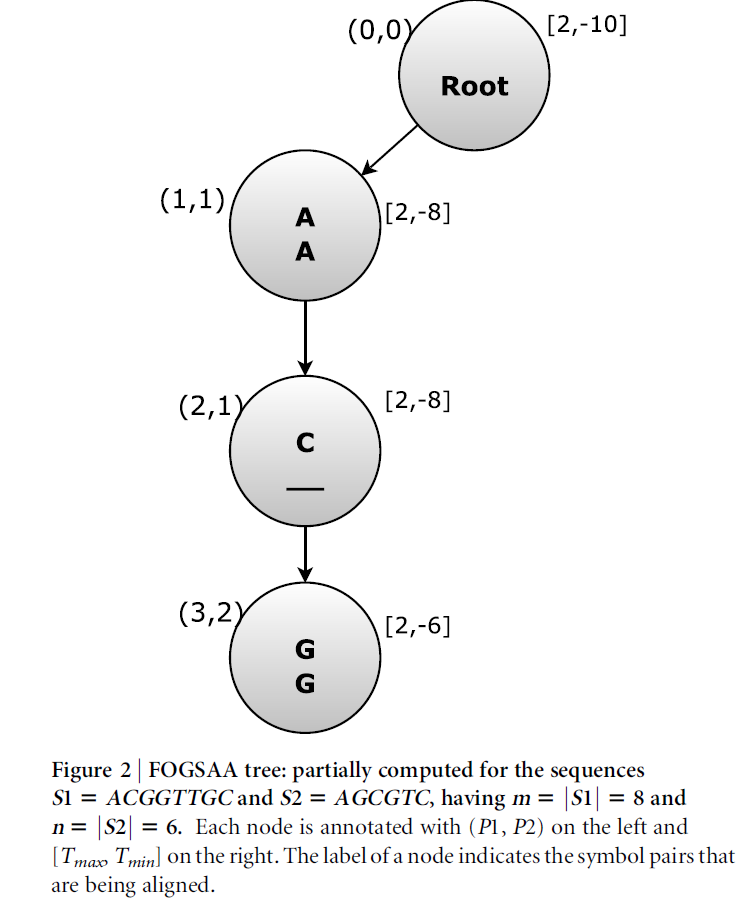 (0,0) [2,-10]
Root
(1,1) [2,-8]
A
A
(2,1) [2,-8]
C
_
(3,2) [2,-6]
G
G
Figure 2 | FOGSAA tree: partially computed for the sequences
S1 = ACGGTTGC and S2 = AGCGTC, having m = |S1| = 8 and
n = |S2| = 6. Each node is annotated with (P1, P2) on the left and
[Tmax, Tmin] on the right. The label of a node indicates the symbol pairs that
are being aligned.